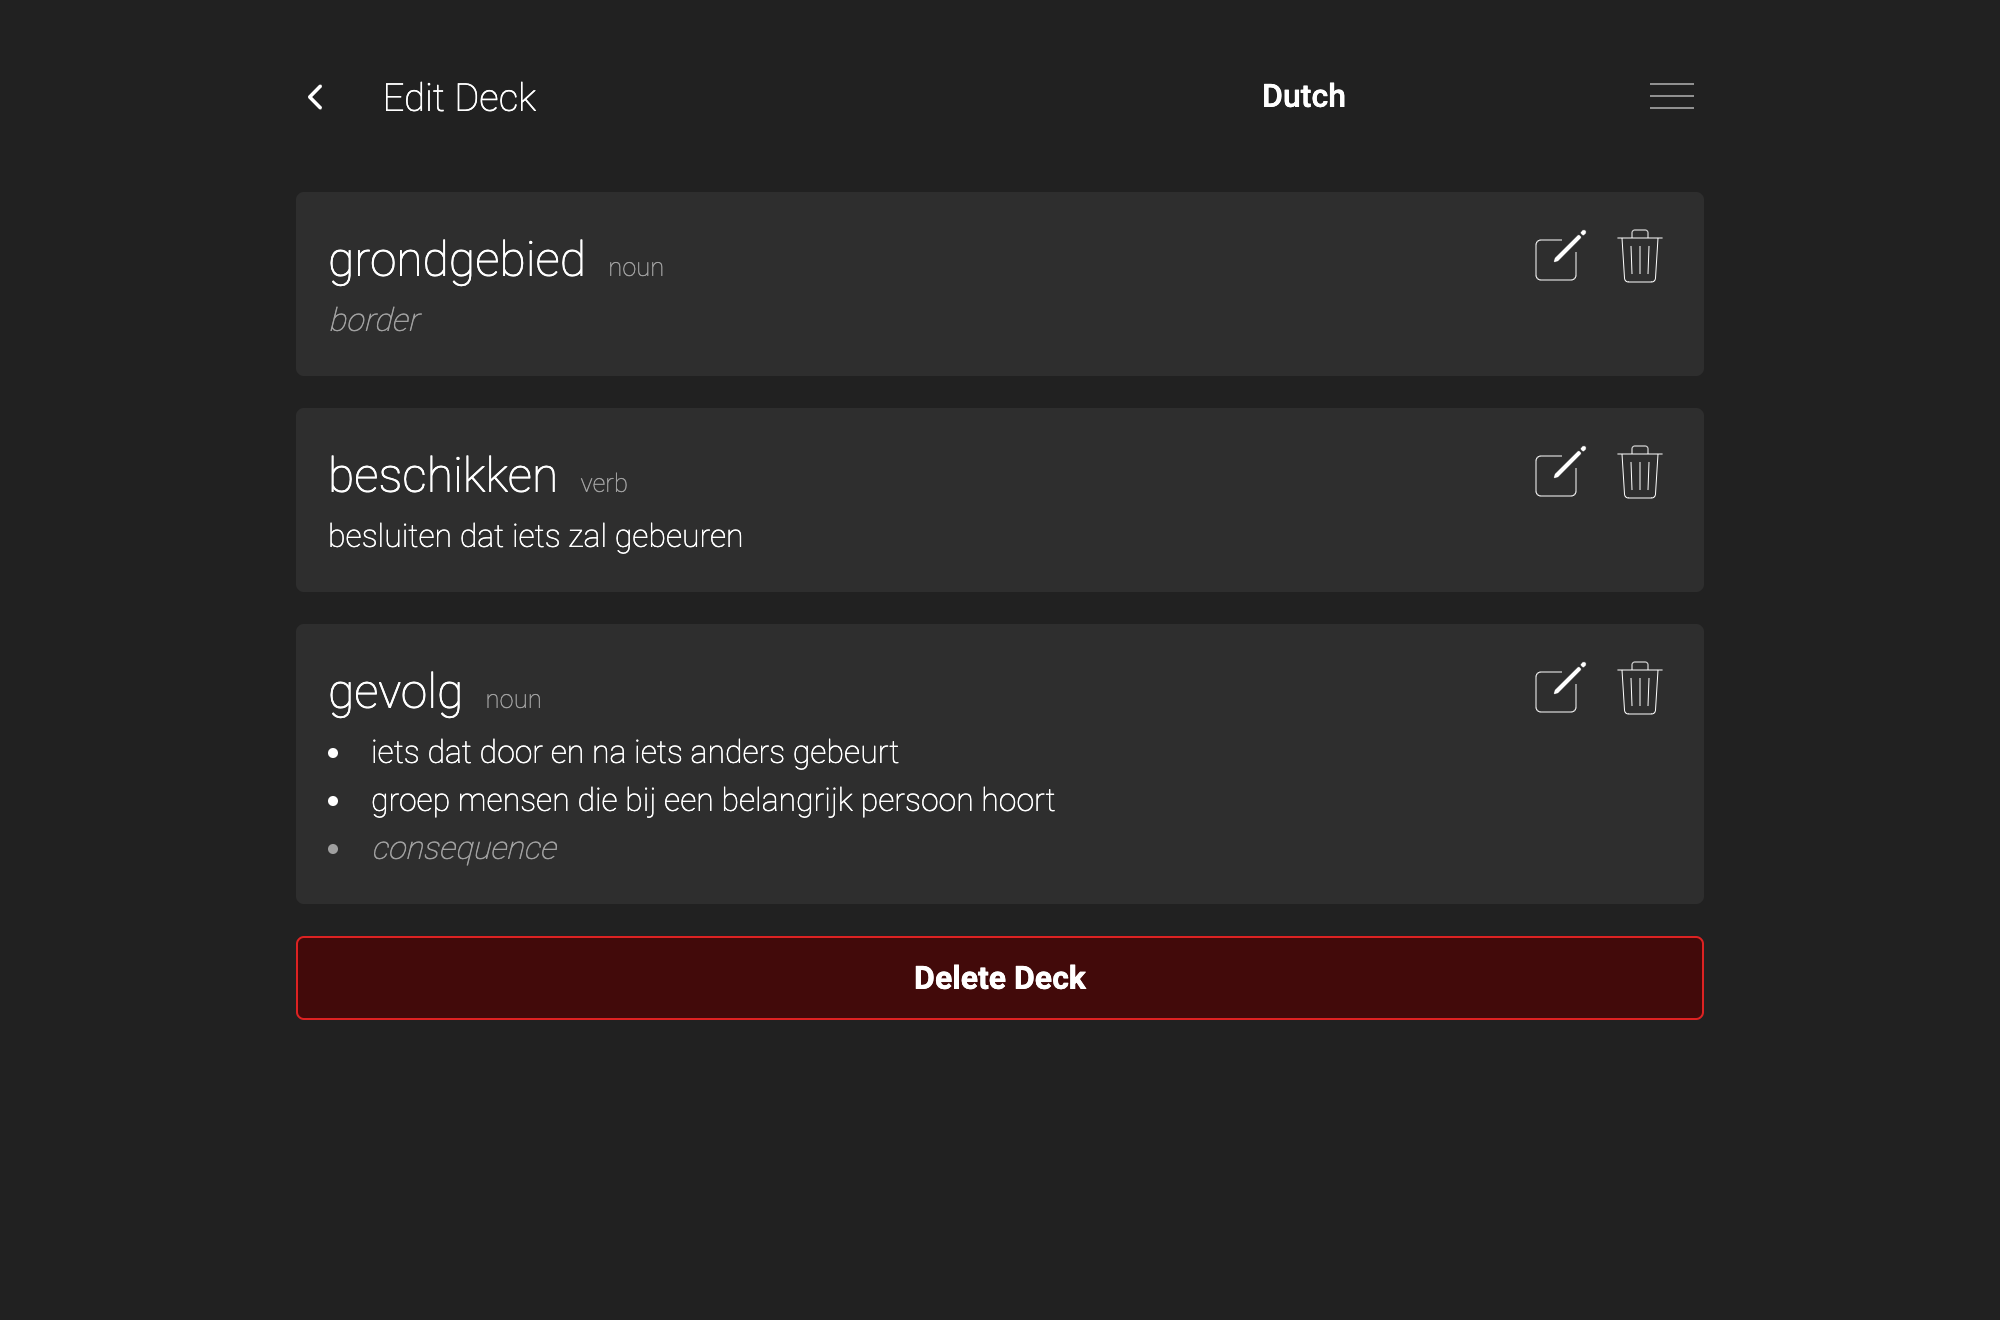 Edit Deck
Dutch
grondgebied noun
border
beschikken verb
besluiten dat iets zal gebeuren
gevolg noun
• iets dat door en na iets anders gebeurt
• groep mensen die bij een belangrijk persoon hoort
• consequence
Delete Deck